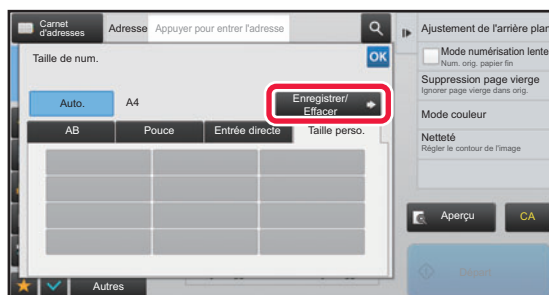 Carnet
d'adresses
Adresse
Appuyer pour entrer l'adresse
Taille de num.
OK
Auto.
A4
Enregistrer/
Effacer
AB
Pouce
Entrée directe
Taille perso.
Autres
Ajustement de l'arrière plan
Mode numérisation lente
Num. orig. papier fin
Suppression page vierge
Ignorer page vierge dans orig.
Mode couleur
Netteté
Régler le contour de l'image
Aperçu
CA
Départ